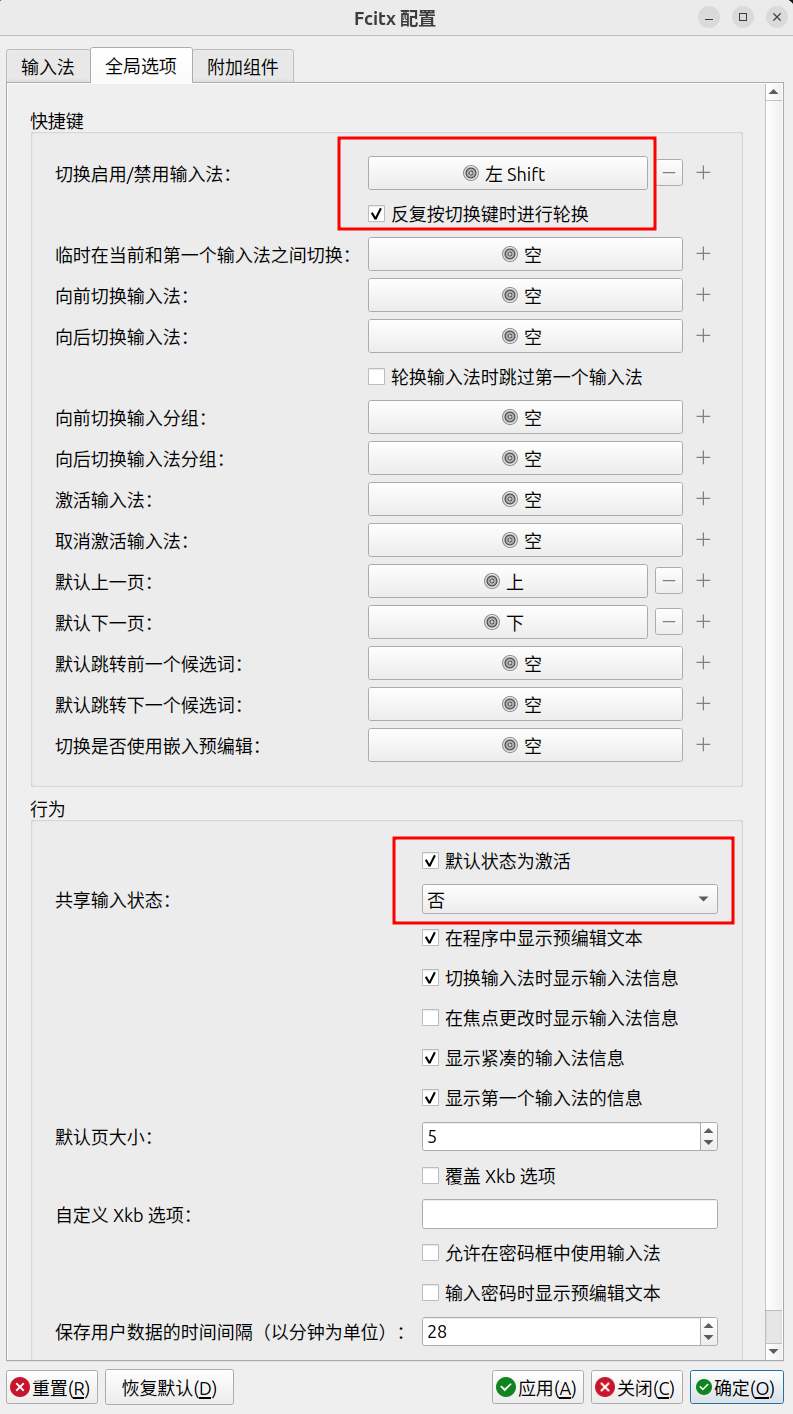 Fcitx 配置
输入法 全局选项 附加组件
快捷键
切换启用/禁用输入法: 左 Shift
反复按切换键时进行轮换
临时在当前和第一个输入法之间切换: 空
向前切换输入法: 空
向后切换输入法: 空
轮换输入法时跳过第一个输入法
向前切换输入分组: 空
向后切换输入法分组: 空
激活输入法: 空
取消激活输入法: 空
默认上一页: 上
默认下一页: 下
默认跳转前一个候选词: 空
默认跳转下一个候选词: 空
切换是否使用嵌入预编辑: 空
行为
默认状态为激活
共享输入状态: 否
在程序中显示预编辑文本
切换输入法时显示输入法信息
在焦点更改时显示输入法信息
显示紧凑的输入法信息
显示第一个输入法的信息
默认页大小: 5
覆盖 Xkb 选项
自定义 Xkb 选项:
允许在密码框中使用输入法
输入密码时显示预编辑文本
保存用户数据的时间间隔（以分钟为单位）: 28
重置(R) 恢复默认(D) 应用(A) 关闭(C) 确定(O)